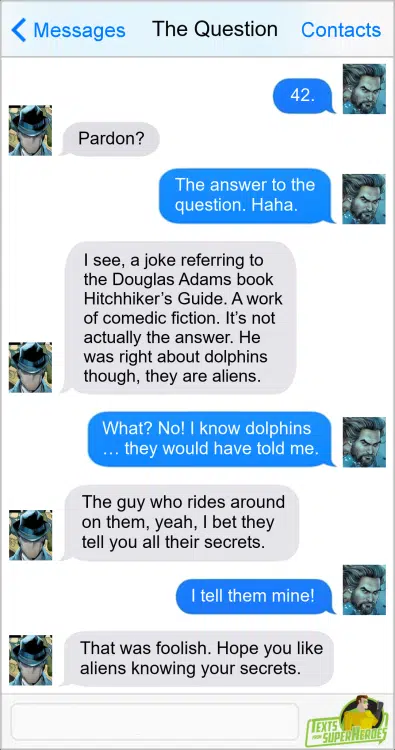 Messages The Question Contacts
42.
Pardon?
The answer to the
question. Haha.
I see, a joke referring to
the Douglas Adams book
Hitchhiker's Guide. A work
of comedic fiction. It's not
actually the answer. He
was right about dolphins
though, they are aliens.
What? No! I know dolphins
… they would have told me.
The guy who rides around
on them, yeah, I bet they
tell you all their secrets.
I tell them mine!
That was foolish. Hope you like
aliens knowing your secrets.
TEXTS
FROM SUPERHEROES